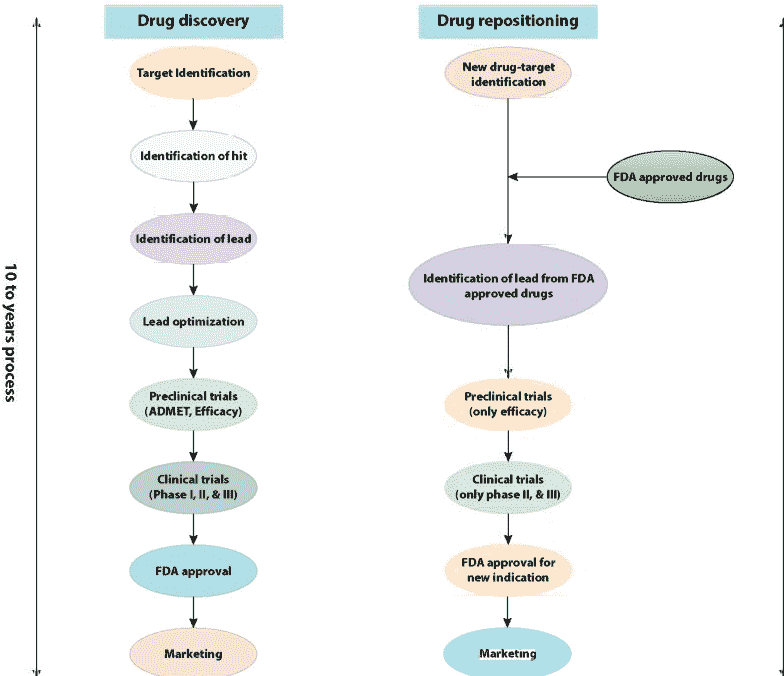 Drug discovery
Target Identification
Identification of hit
Identification of lead
Lead optimization
Preclinical trials
(ADMET, Efficacy)
Clinical trials
(Phase I, II, & III)
FDA approval
Marketing
10 to years process
Drug repositioning
New drug-target
identification
FDA approved drugs
Identification of lead from FDA
approved drugs
Preclinical trials
(only efficacy)
Clinical trials
(only phase II, & III)
FDA approval for
new indication
Marketing